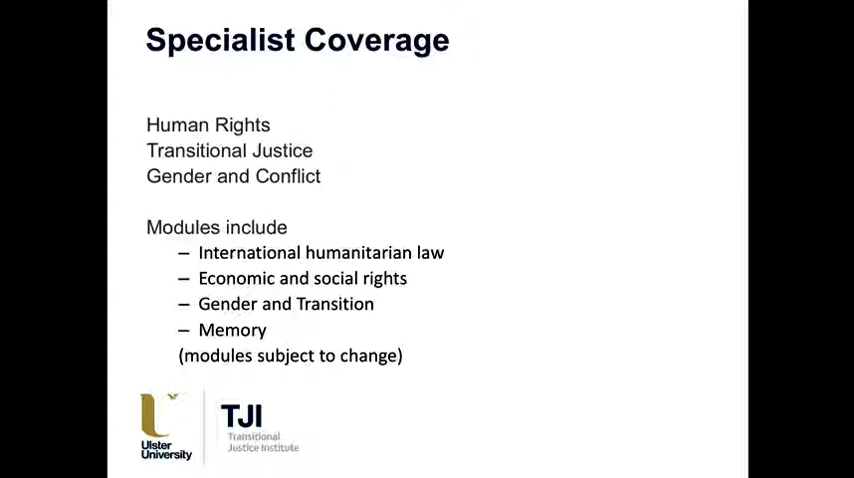 Specialist Coverage
Human Rights
Transitional Justice
Gender and Conflict
Modules include
– International humanitarian law
– Economic and social rights
– Gender and Transition
– Memory
(modules subject to change)
Ulster
University
TJI
Transitional
Justice Institute